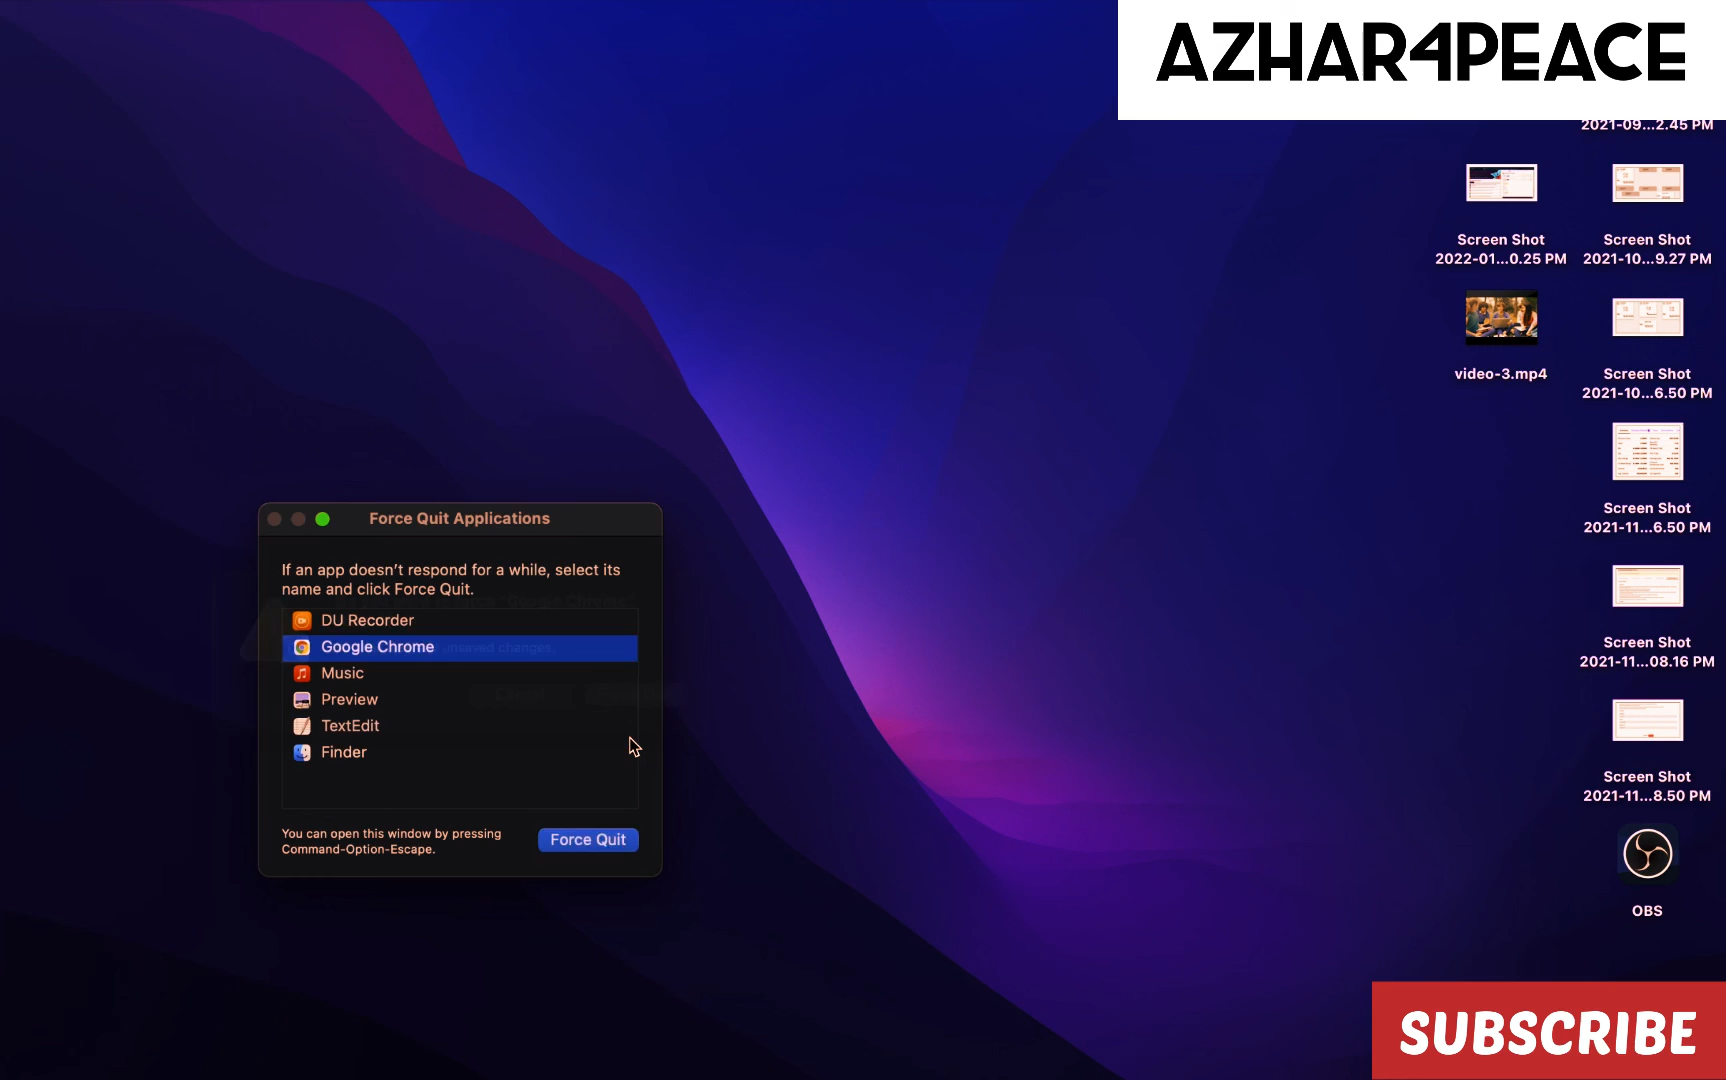 AZHAR4PEACE
2021-09...2.45 PM
Screen Shot
2022-01...0.25 PM
Screen Shot
2021-10...9.27 PM
video-3.mp4
Screen Shot
2021-10...6.50 PM
Screen Shot
2021-11...6.50 PM
Force Quit Applications
If an app doesn't respond for a while, select its
name and click Force Quit.
DU Recorder
Google Chrome
unsaved changes.
Music
Preview
TextEdit
Finder
You can open this window by pressing
Command-Option-Escape.
Force Quit
Screen Shot
2021-11...08.16 PM
Screen Shot
2021-11...8.50 PM
OBS
SUBSCRIBE